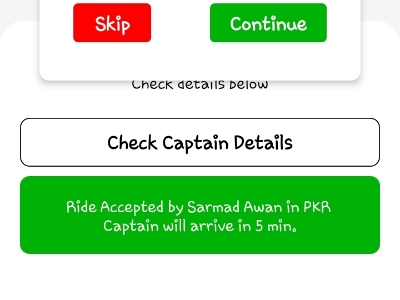 Skip
Continue
Check details below
Check Captain Details
Ride Accepted by Sarmad Awan in PKR
Captain will arrive in 5 min.